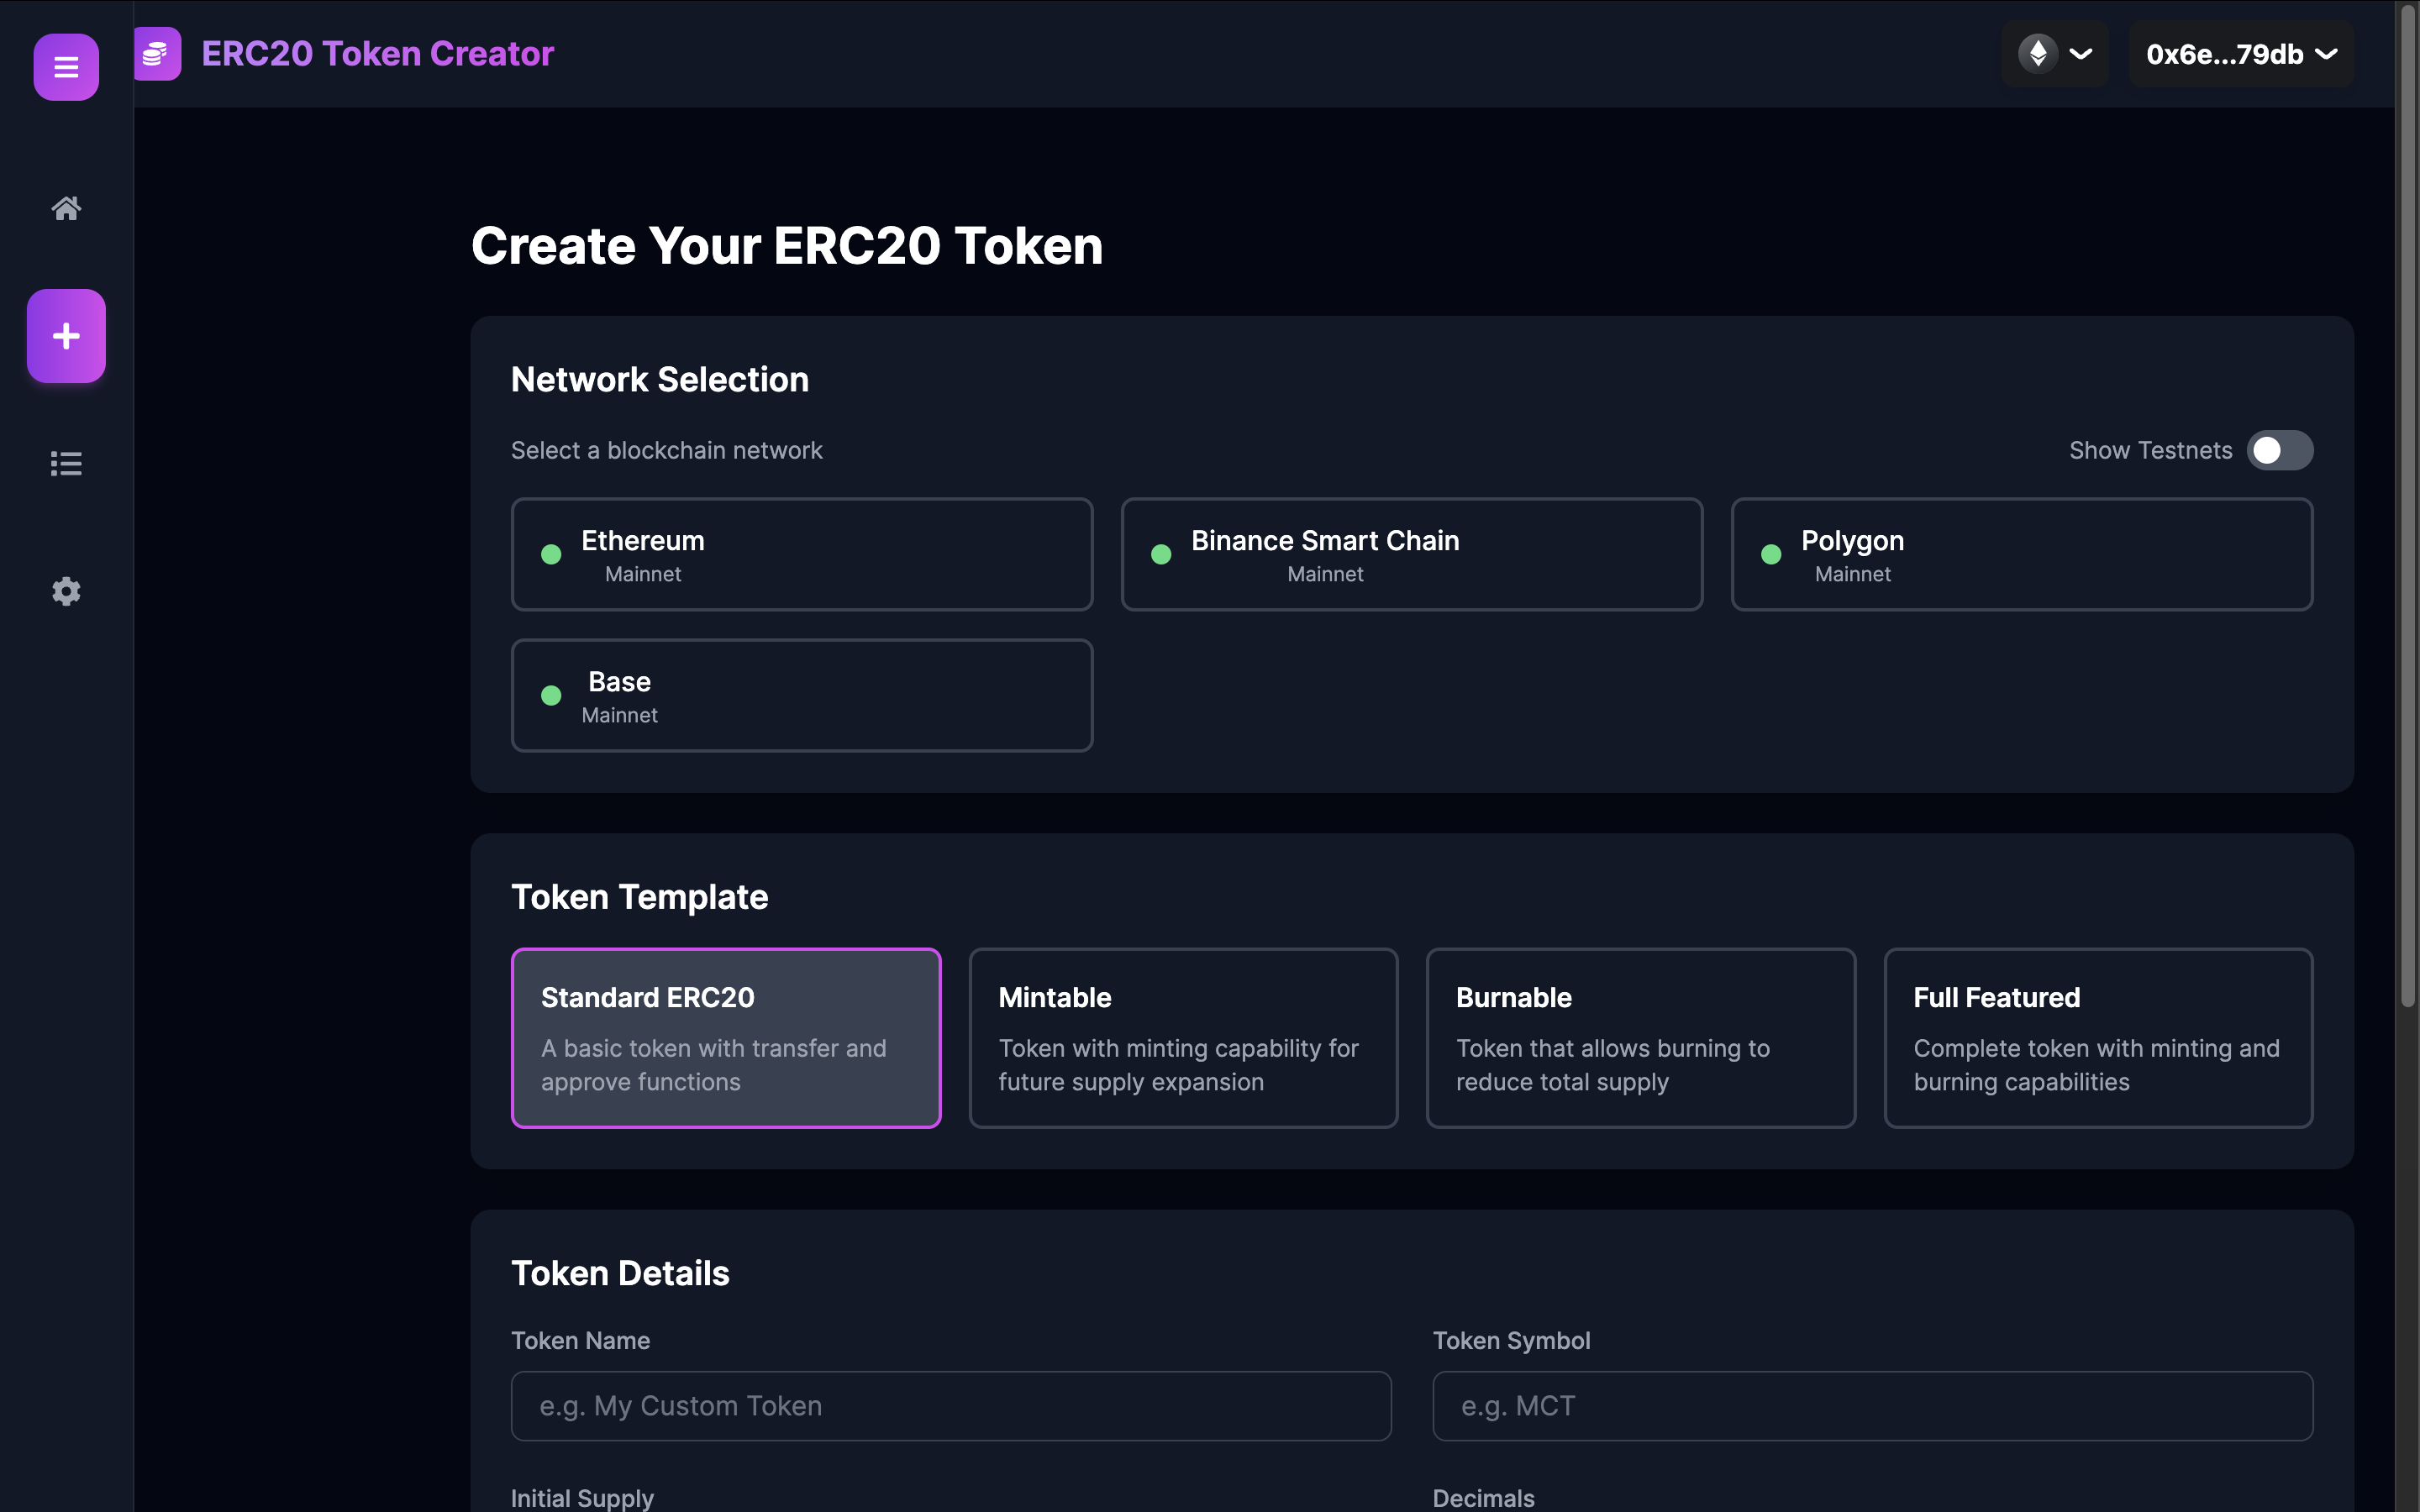 ERC20 Token Creator
0x6e...79db
Create Your ERC20 Token
Network Selection
Select a blockchain network
Show Testnets
Ethereum
Mainnet
Binance Smart Chain
Mainnet
Polygon
Mainnet
Base
Mainnet
Token Template
Standard ERC20
A basic token with transfer and
approve functions
Mintable
Token with minting capability for
future supply expansion
Burnable
Token that allows burning to
reduce total supply
Full Featured
Complete token with minting and
burning capabilities
Token Details
Token Name
e.g. My Custom Token
Token Symbol
e.g. MCT
Initial Supply
Decimals